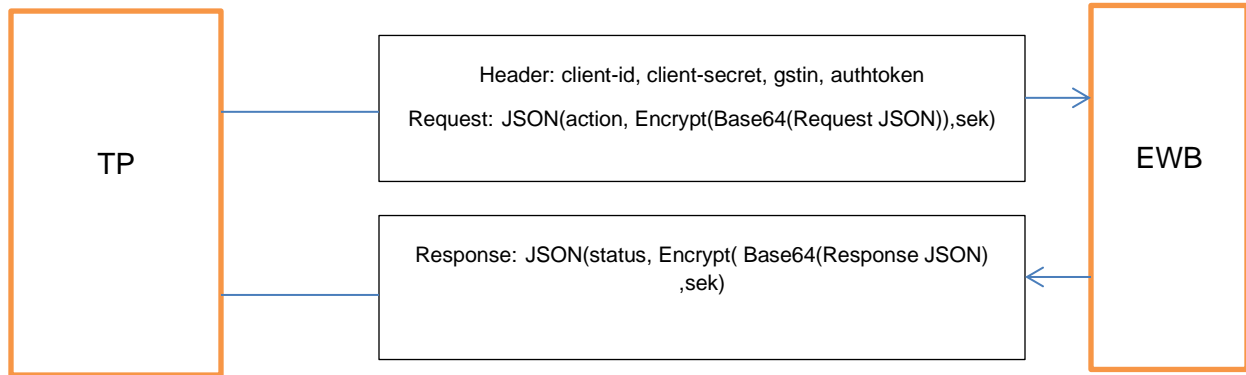 TP
Header: client-id, client-secret, gstin, authtoken
Request: JSON(action, Encrypt(Base64(Request JSON)),sek)
EWB
Response: JSON(status, Encrypt( Base64(Response JSON)
,sek)